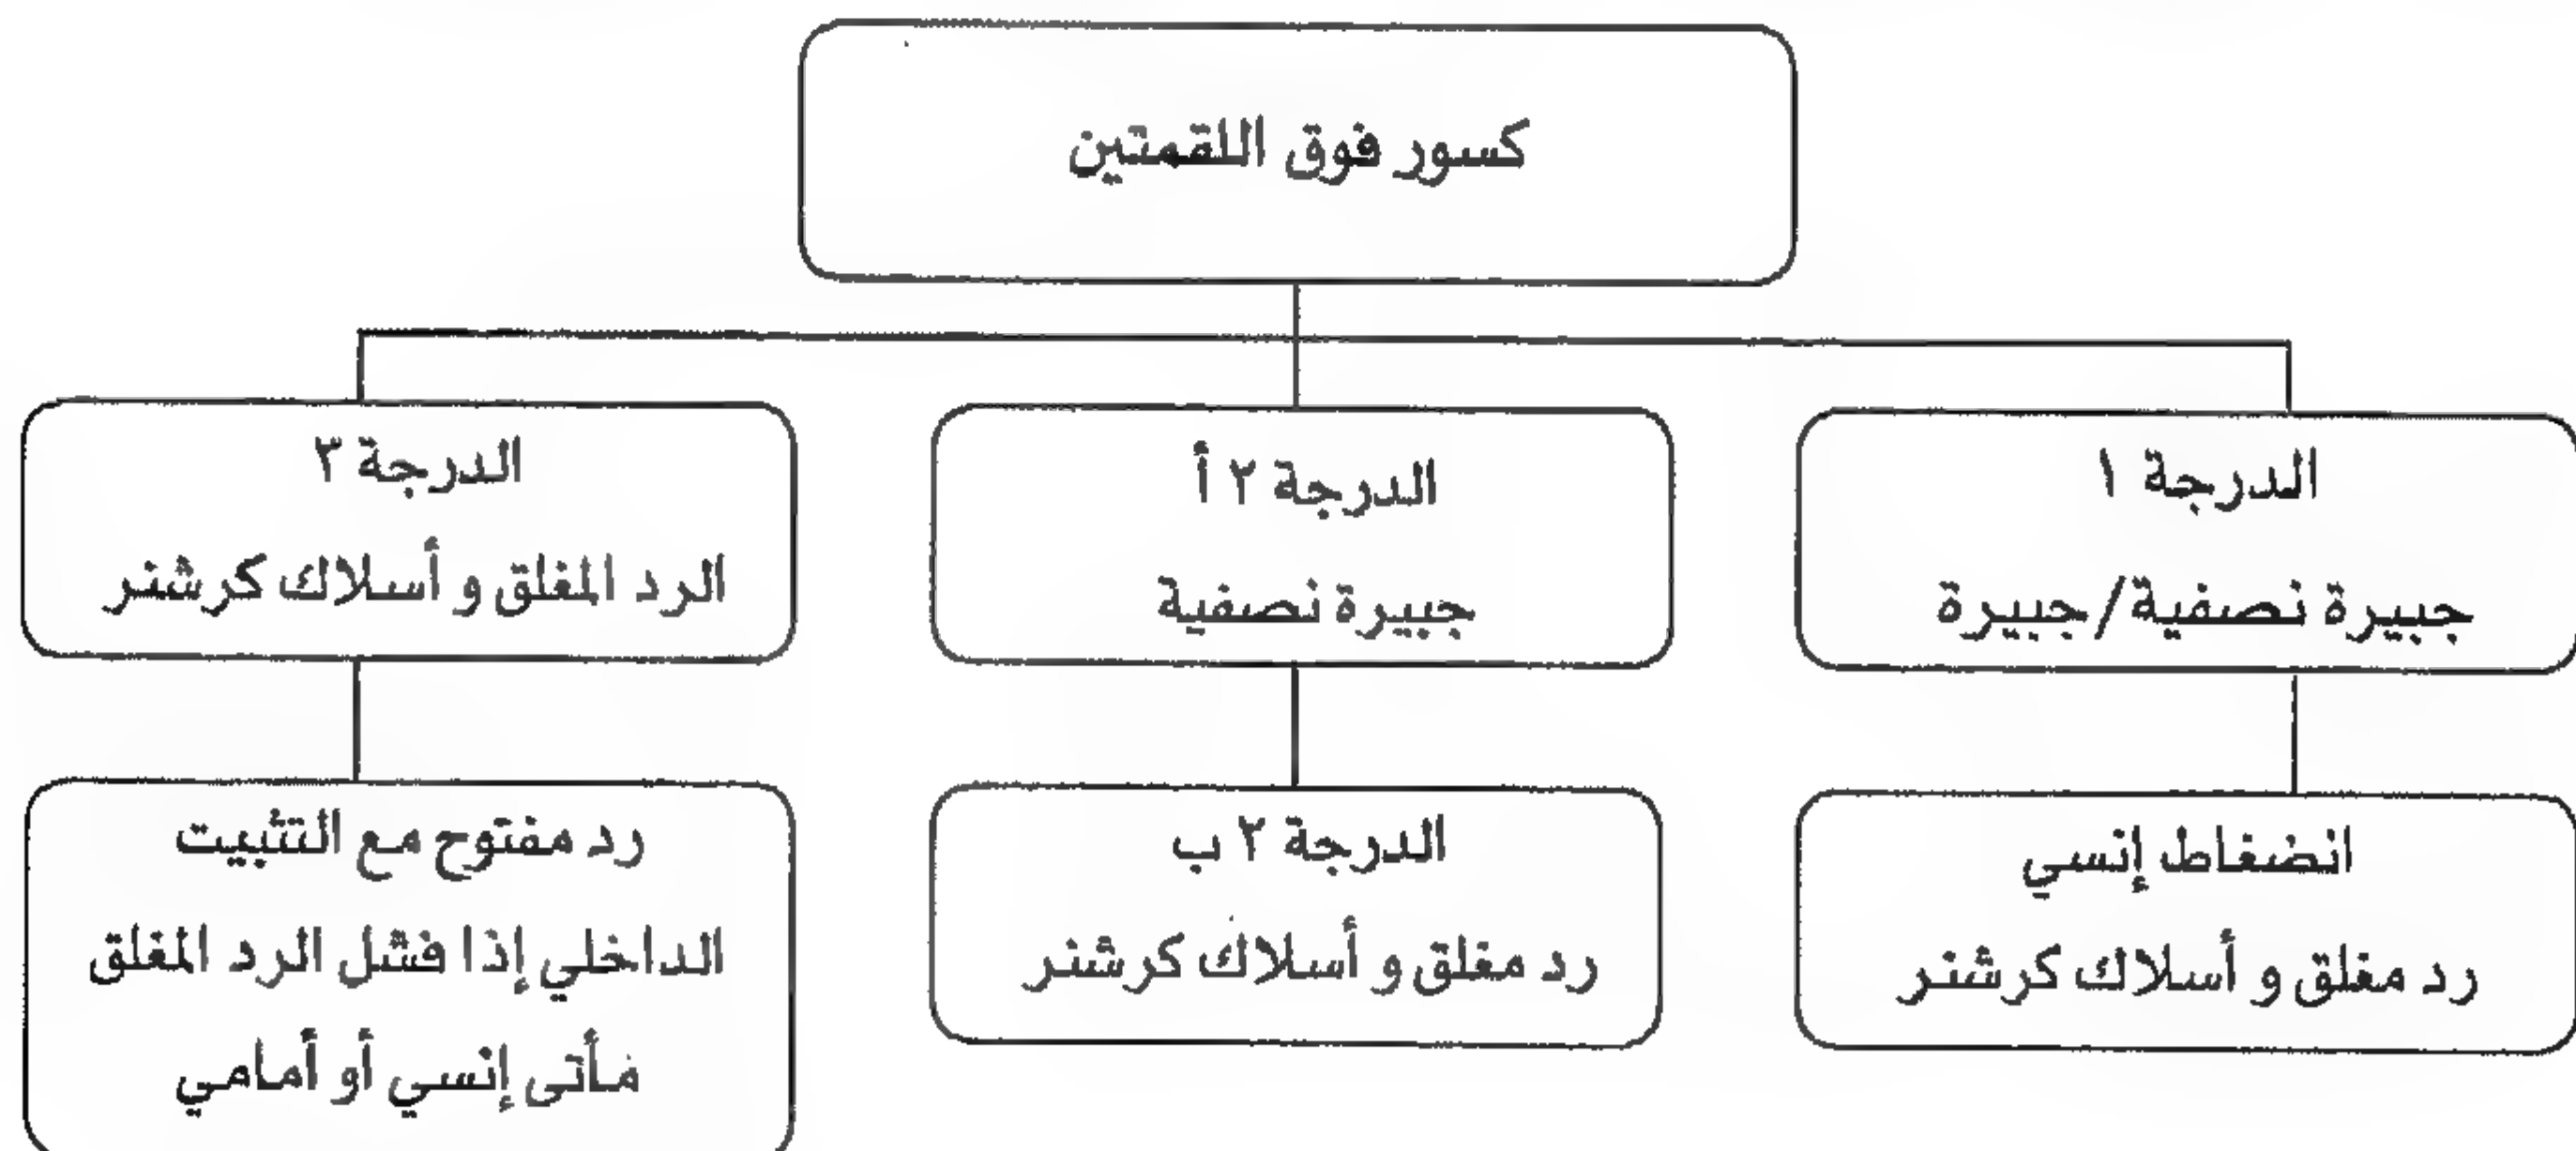 كسور فوق اللقمتين
الدرجة ١
جبيرة نصفية/جبيرة
الدرجة ٢ أ
جبيرة نصفية
الدرجة ٣
الرد المغلق و أسلاك كرشنر
انضغاط إنسي
رد مغلق و أسلاك كرشنر
الدرجة ٢ ب
رد مغلق و أسلاك كرشنر
رد مفتوح مع التثبيت
الداخلي إذا فشل الرد المغلق
مأتى إنسي أو أمامي